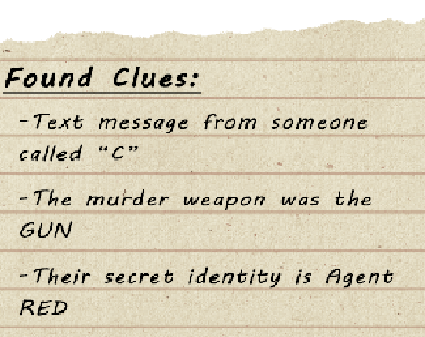 Found Clues:
-Text message from someone
called “C”
-The murder weapon was the
GUN
-Their secret identity is Agent
RED